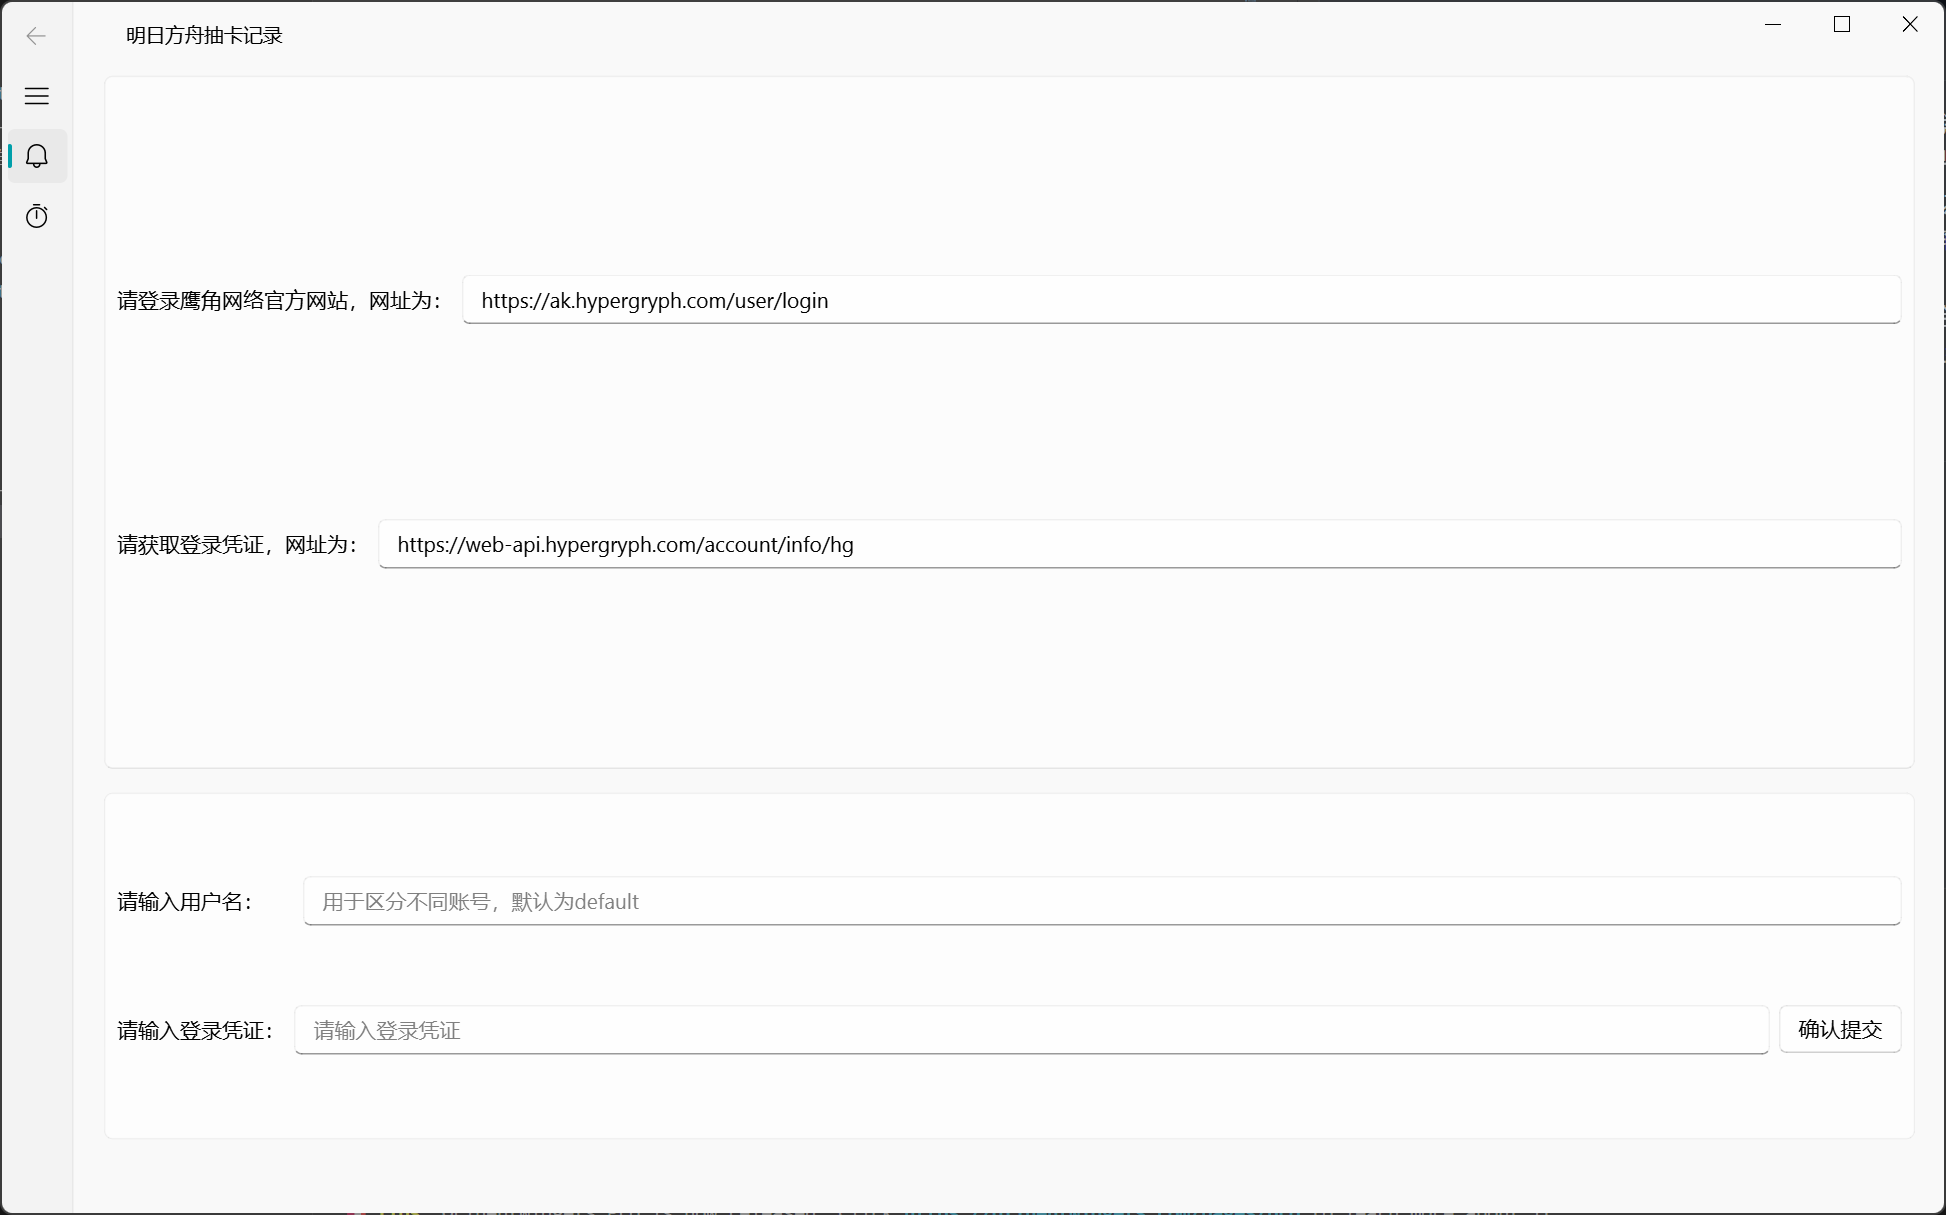 明日方舟抽卡记录
请登录鹰角网络官方网站，网址为： https://ak.hypergryph.com/user/login
请获取登录凭证，网址为： https://web-api.hypergryph.com/account/info/hg
请输入用户名： 用于区分不同账号，默认为default
请输入登录凭证： 请输入登录凭证 确认提交